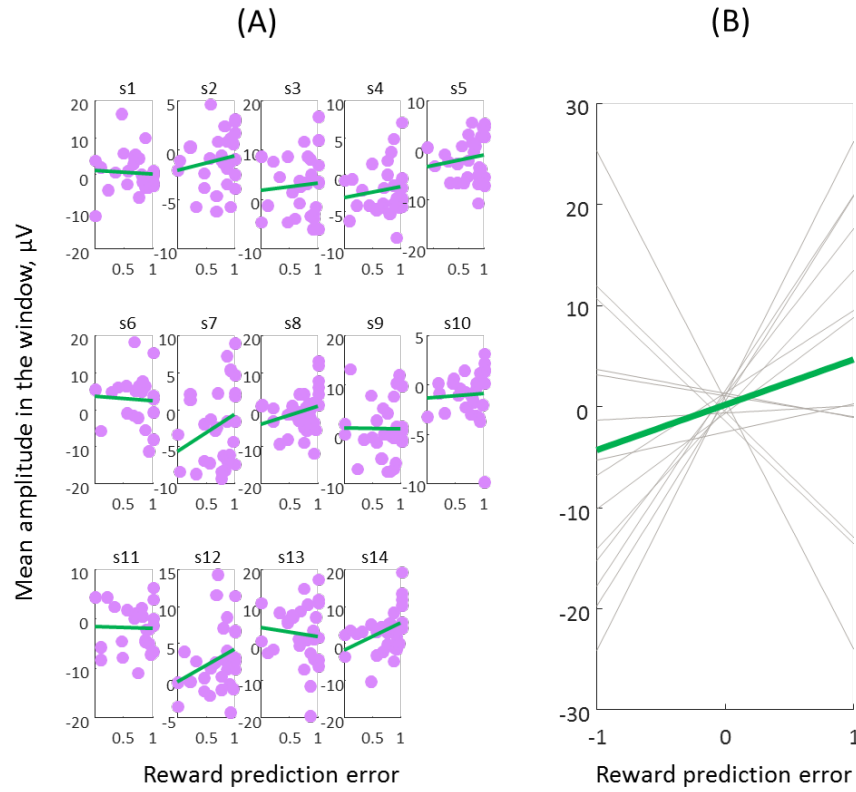 (A)
(B)
Mean amplitude in the window, µV
s1 s2 s3 s4 s5
20 5 20 10 10
10 0 10 5 0
0 -5 0 0 -10
-10
-20 -10 -10 -5 -20
0.5 1 0.5 1 0.5 1 0.5 1 0.5 1
s6 s7 s8 s9 s10
20 10 20 20 5
10 5 10 10 0
0 0 0 0 -5
-10 -5 -10
-20 -10 -20 -10 -10
0.5 1 0.5 1 0.5 1 0.5 1 0.5 1
s11 s12 s13 s14
10 15 20 20
0 10 10 10
-10 5 0 0
0 -10 -10
-20 -5 -20 -20
0.5 1 0.5 1 0.5 1 0.5 1
Reward prediction error
30
20
10
0
-10
-20
-30
-1 0 1
Reward prediction error